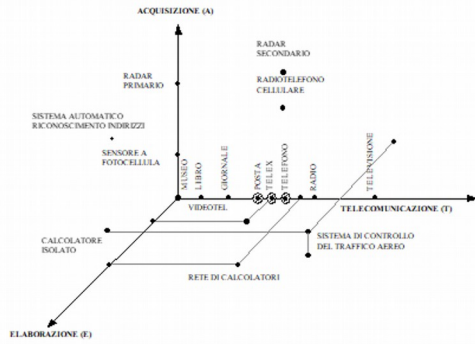 ACQUISIZIONE (A)
RADAR
SECONDARIO
RADAR
PRIMARIO
RADIOTELEFONO
CELLULARE
SISTEMA AUTOMATICO
RICONOSCIMENTO INDIRIZZI
SENSORE A
FOTOCELLULA
MUSEO
LIBRO
GIORNALE
POSTA
TELEX
TELEFONO
RADIO
TELEVISIONE
VIDEOTEL
TELECOMUNICAZIONE (T)
CALCOLATORE
ISOLATO
SISTEMA DI CONTROLLO
DEL TRAFFICO AEREO
RETE DI CALCOLATORI
ELABORAZIONE (E)